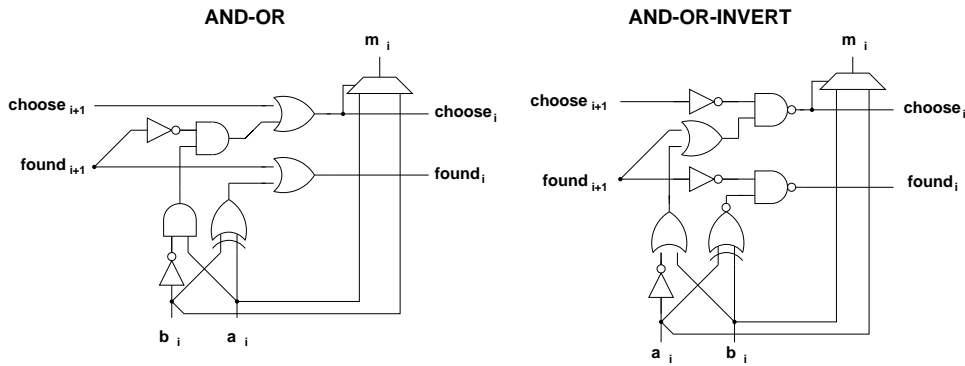 AND-OR
AND-OR-INVERT
m i
m i
choose i+1
choose i
choose i+1
choose i
found i+1
found i
found i+1
found i
b i
a i
a i
b i